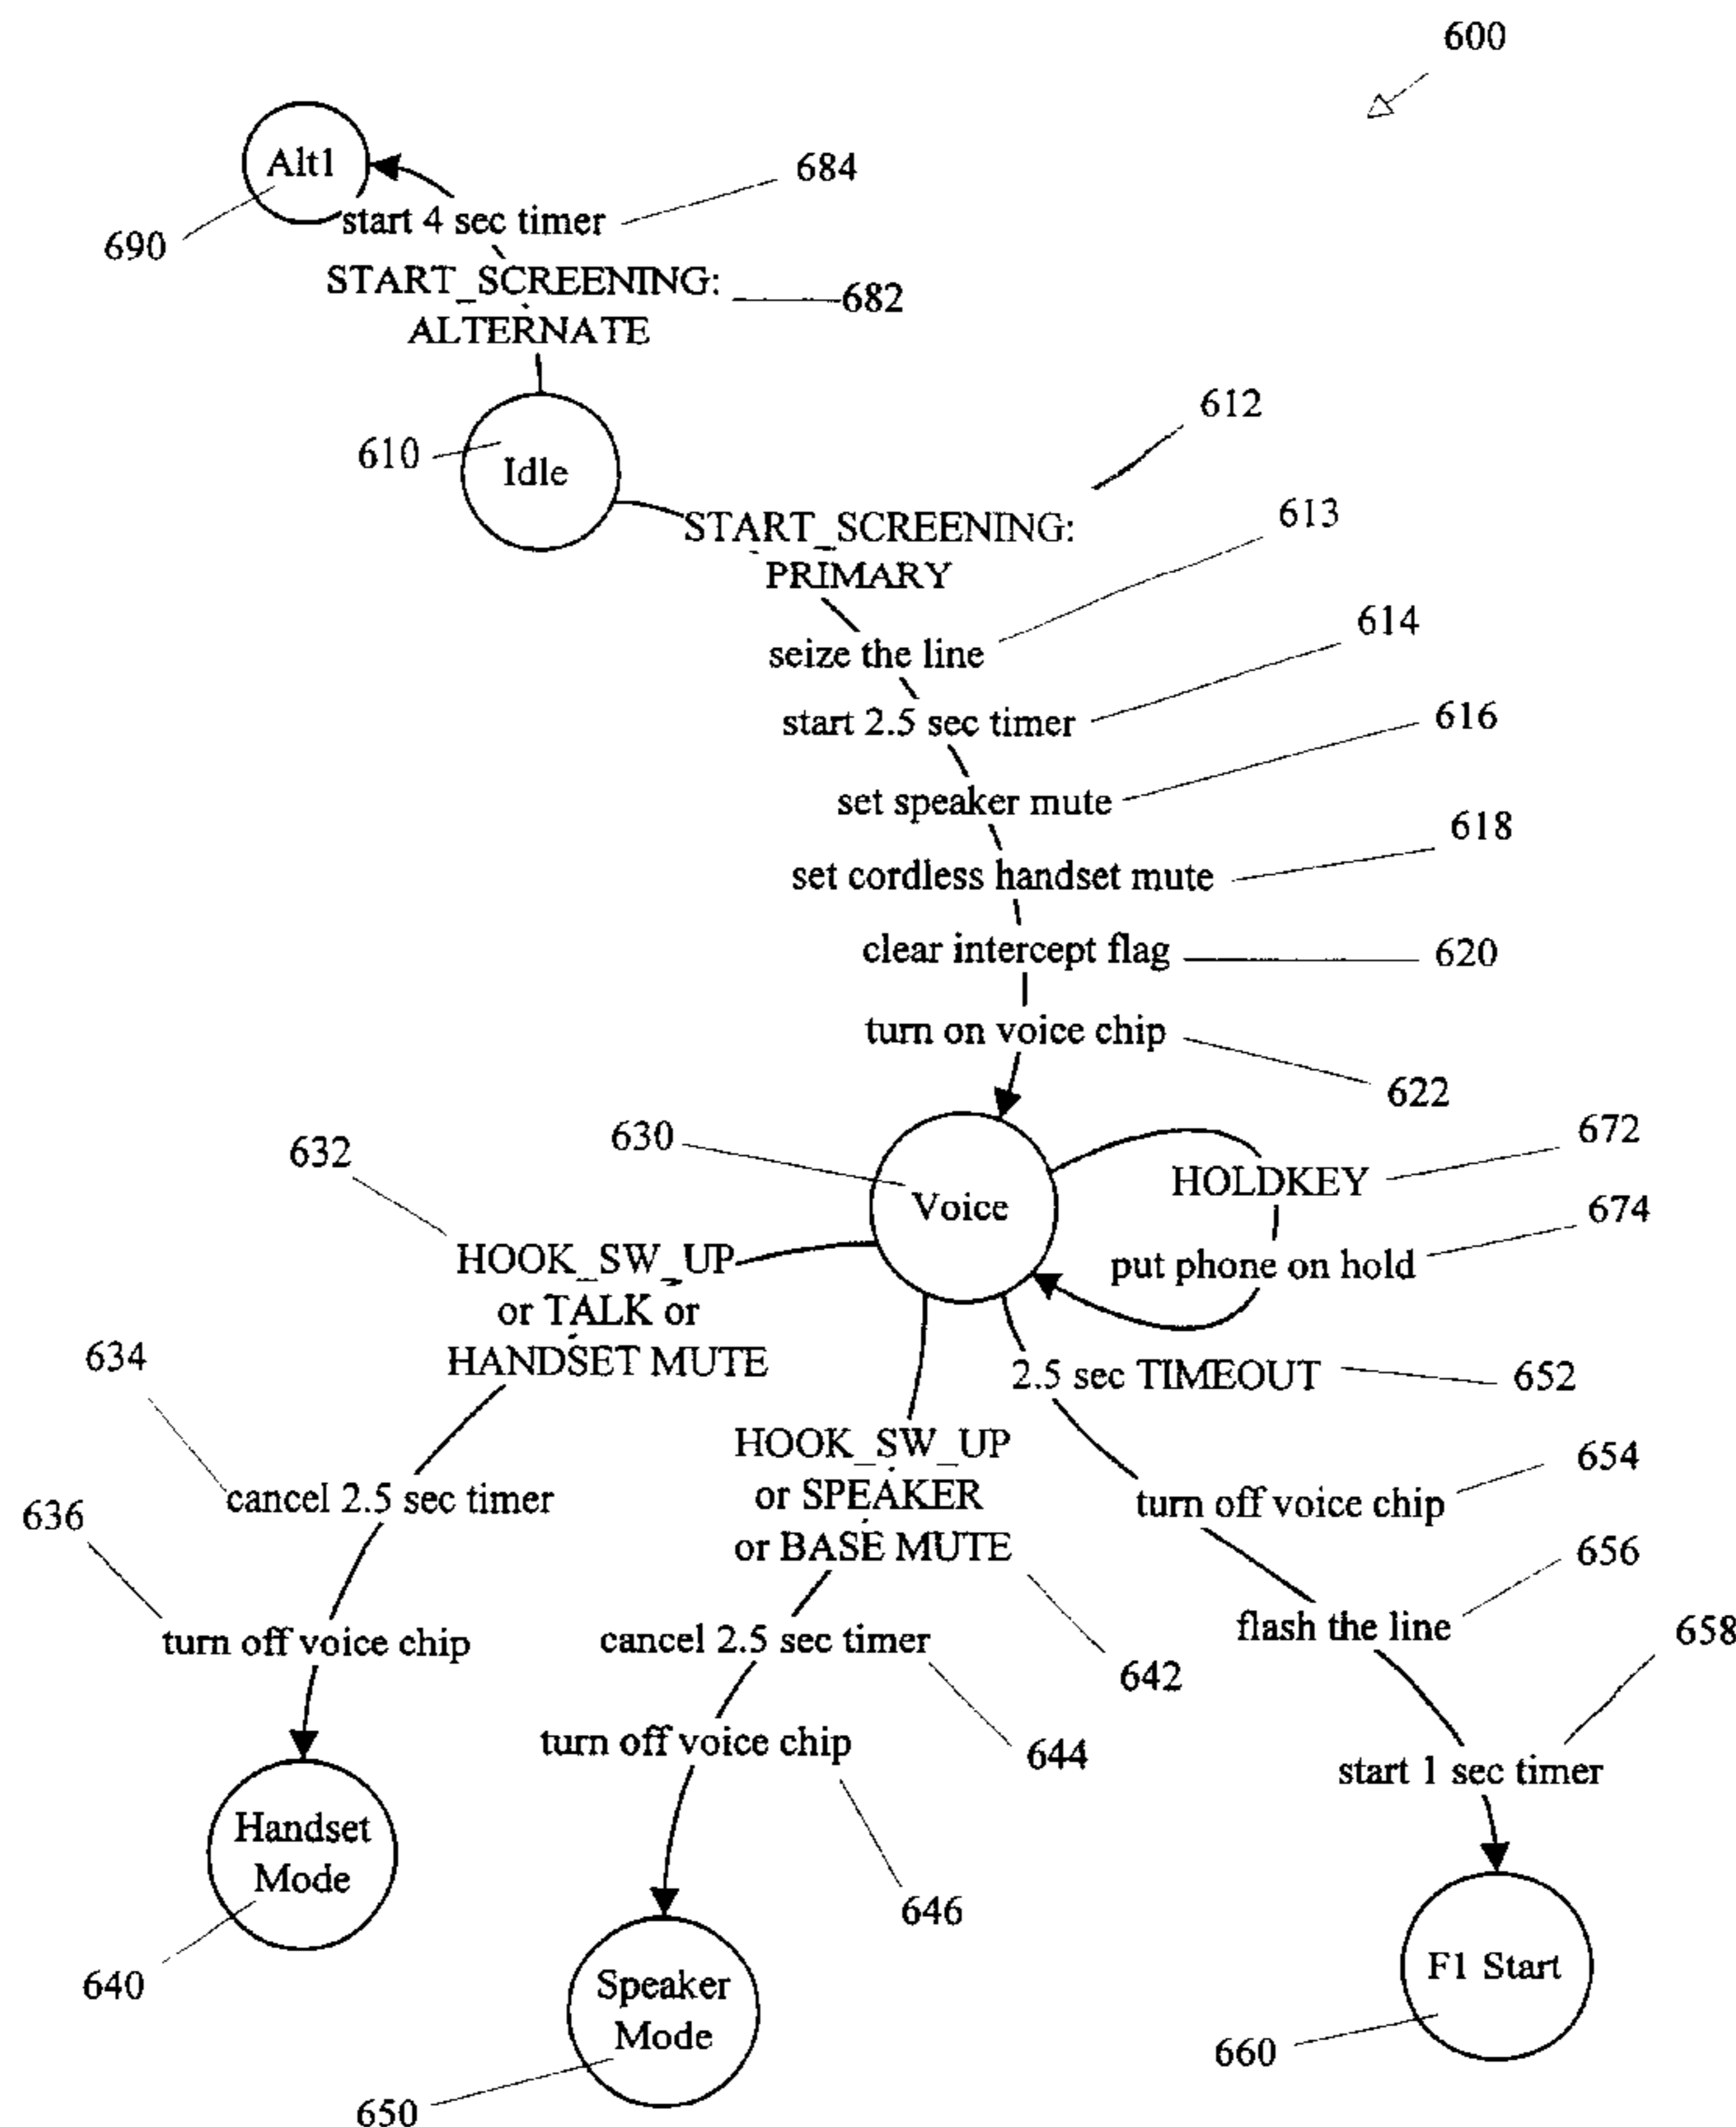 600
Alt1
684
start 4 sec timer
690
START_SCREENING:
682
ALTERNATE
612
610
Idle
START_SCREENING:
613
PRIMARY
614
seize the line
start 2.5 sec timer
616
set speaker mute
618
set cordless handset mute
clear intercept flag
620
turn on voice chip
622
632
630
672
HOLDKEY
Voice
674
HOOK_SW_UP
put phone on hold
or TALK or
634
HANDSET MUTE
2.5 sec TIMEOUT
652
HOOK_SW_UP
654
cancel 2.5 sec timer
or SPEAKER
turn off voice chip
636
or BASE MUTE
656
turn off voice chip
cancel 2.5 sec timer
flash the line
658
642
turn off voice chip
644
start 1 sec timer
Handset
Mode
646
640
Speaker
Mode
F1 Start
660
650